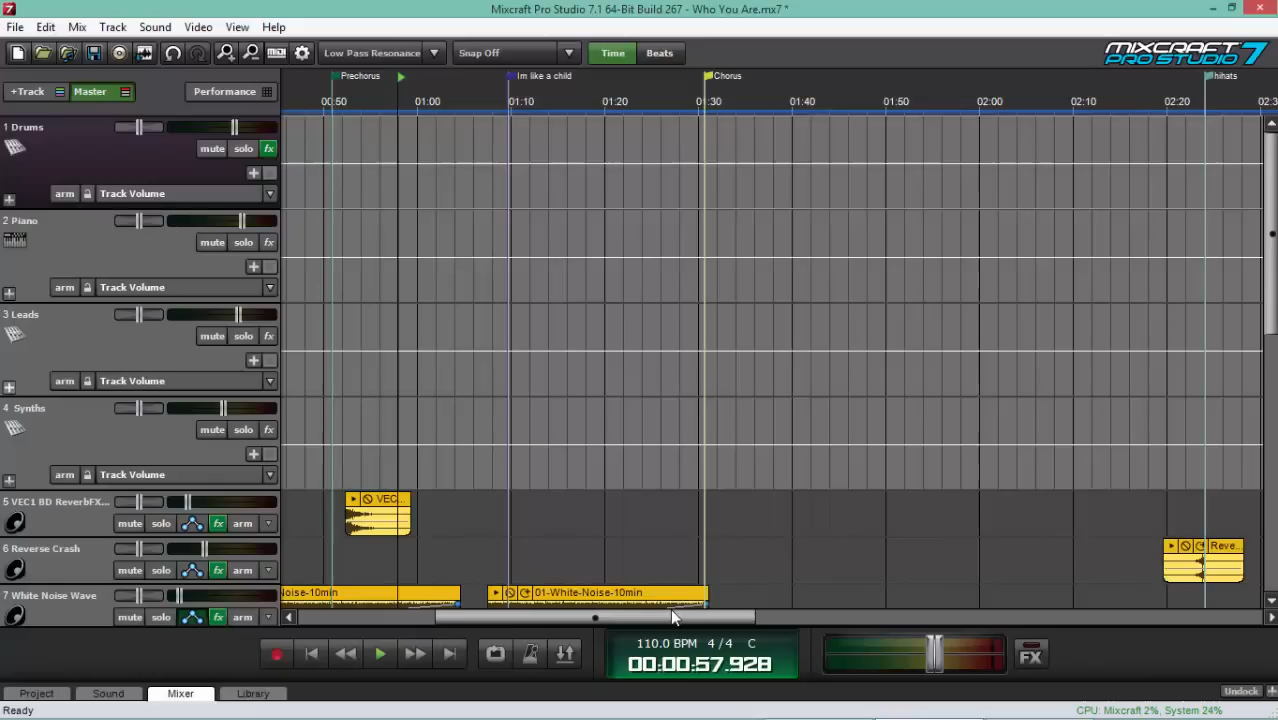 7 Mixcraft Pro Studio 7.1 64-Bit Build 267 - Who You Are.mx7 *
File Edit Mix Track Sound Video View Help
Low Pass Resonance Snap Off Time Beats MIXCRAFT PRO STUDIO 7
Prechorus Im like a child Chorus hihats
+Track Master Performance 00:50 01:00 01:10 01:20 01:30 01:40 01:50 02:00 02:10 02:20 02:3
1 Drums
mute solo fx
arm Track Volume
2 Piano
mute solo fx
arm Track Volume
3 Leads
mute solo fx
arm Track Volume
4 Synths
mute solo fx
arm Track Volume
5 VEC1 BD ReverbFX... VEC...
mute solo fx arm
6 Reverse Crash Reve...
mute solo fx arm
7 White Noise Wave Noise-10min 01-White-Noise-10min
mute solo fx arm
110.0 BPM 4 / 4 C
00:00:57.928
FX
Project Sound Mixer Library Undock
Ready CPU: Mixcraft 2%, System 24%